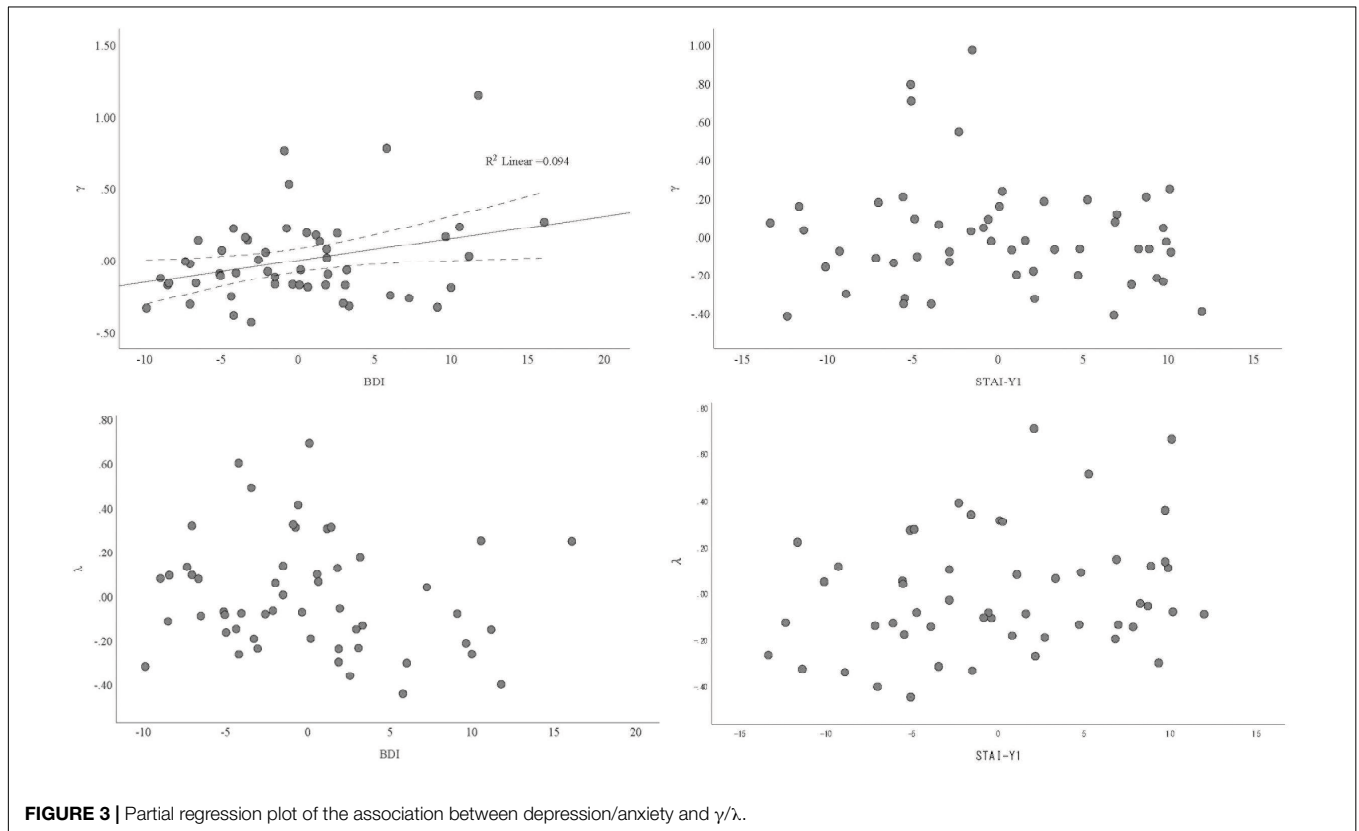 1.50
1.00
.50
.00
-.50
γ
R² Linear =0.094
-10 -5 0 5 10 15 20
BDI
1.00
.80
.60
.40
.20
.00
-.20
-.40
γ
-15 -10 -5 0 5 10 15
STAI-Y1
.80
.60
.40
.20
.00
-.20
-.40
λ
-10 -5 0 5 10 15 20
BDI
.80
.60
.40
.20
.00
-.20
-.40
λ
-15 -10 -5 0 5 10 15
STAI-Y1
FIGURE 3 | Partial regression plot of the association between depression/anxiety and γ/λ.